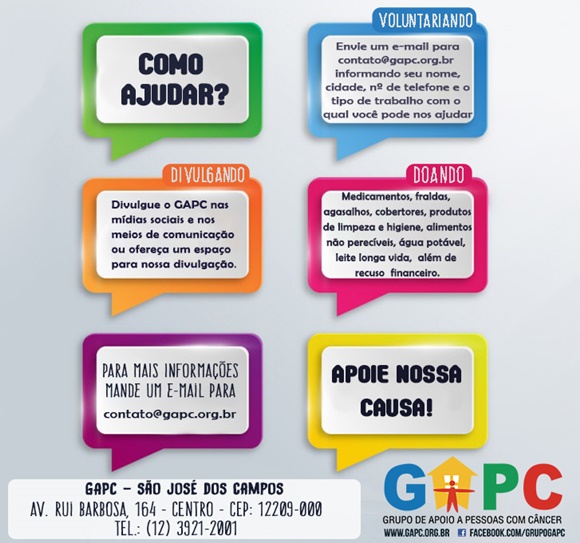 COMO
AJUDAR?
VOLUNTARIANDO
Envie um e-mail para
contato@gapc.org.br
informando seu nome,
cidade, nº de telefone e o
tipo de trabalho com o
qual você pode nos ajudar
DIVULGANDO
Divulgue o GAPC nas
mídias sociais e nos
meios de comunicação
ou ofereça um espaço
para nossa divulgação.
DOANDO
Medicamentos, fraldas,
agasalhos, cobertores, produtos
de limpeza e higiene, alimentos
não perecíveis, água potável,
leite longa vida, além de
recuso financeiro.
PARA MAIS INFORMAÇÕES
MANDE UM E-MAIL PARA
contato@gapc.org.br
APOIE NOSSA
CAUSA!
GAPC - SÃO JOSÉ DOS CAMPOS
AV. RUI BARBOSA, 164 - CENTRO - CEP: 12209-000
TEL.: (12) 3921-2001
GAPC
GRUPO DE APOIO A PESSOAS COM CÂNCER
WWW.GAPC.ORG.BR FACEBOOK.COM/GRUPOGAPC